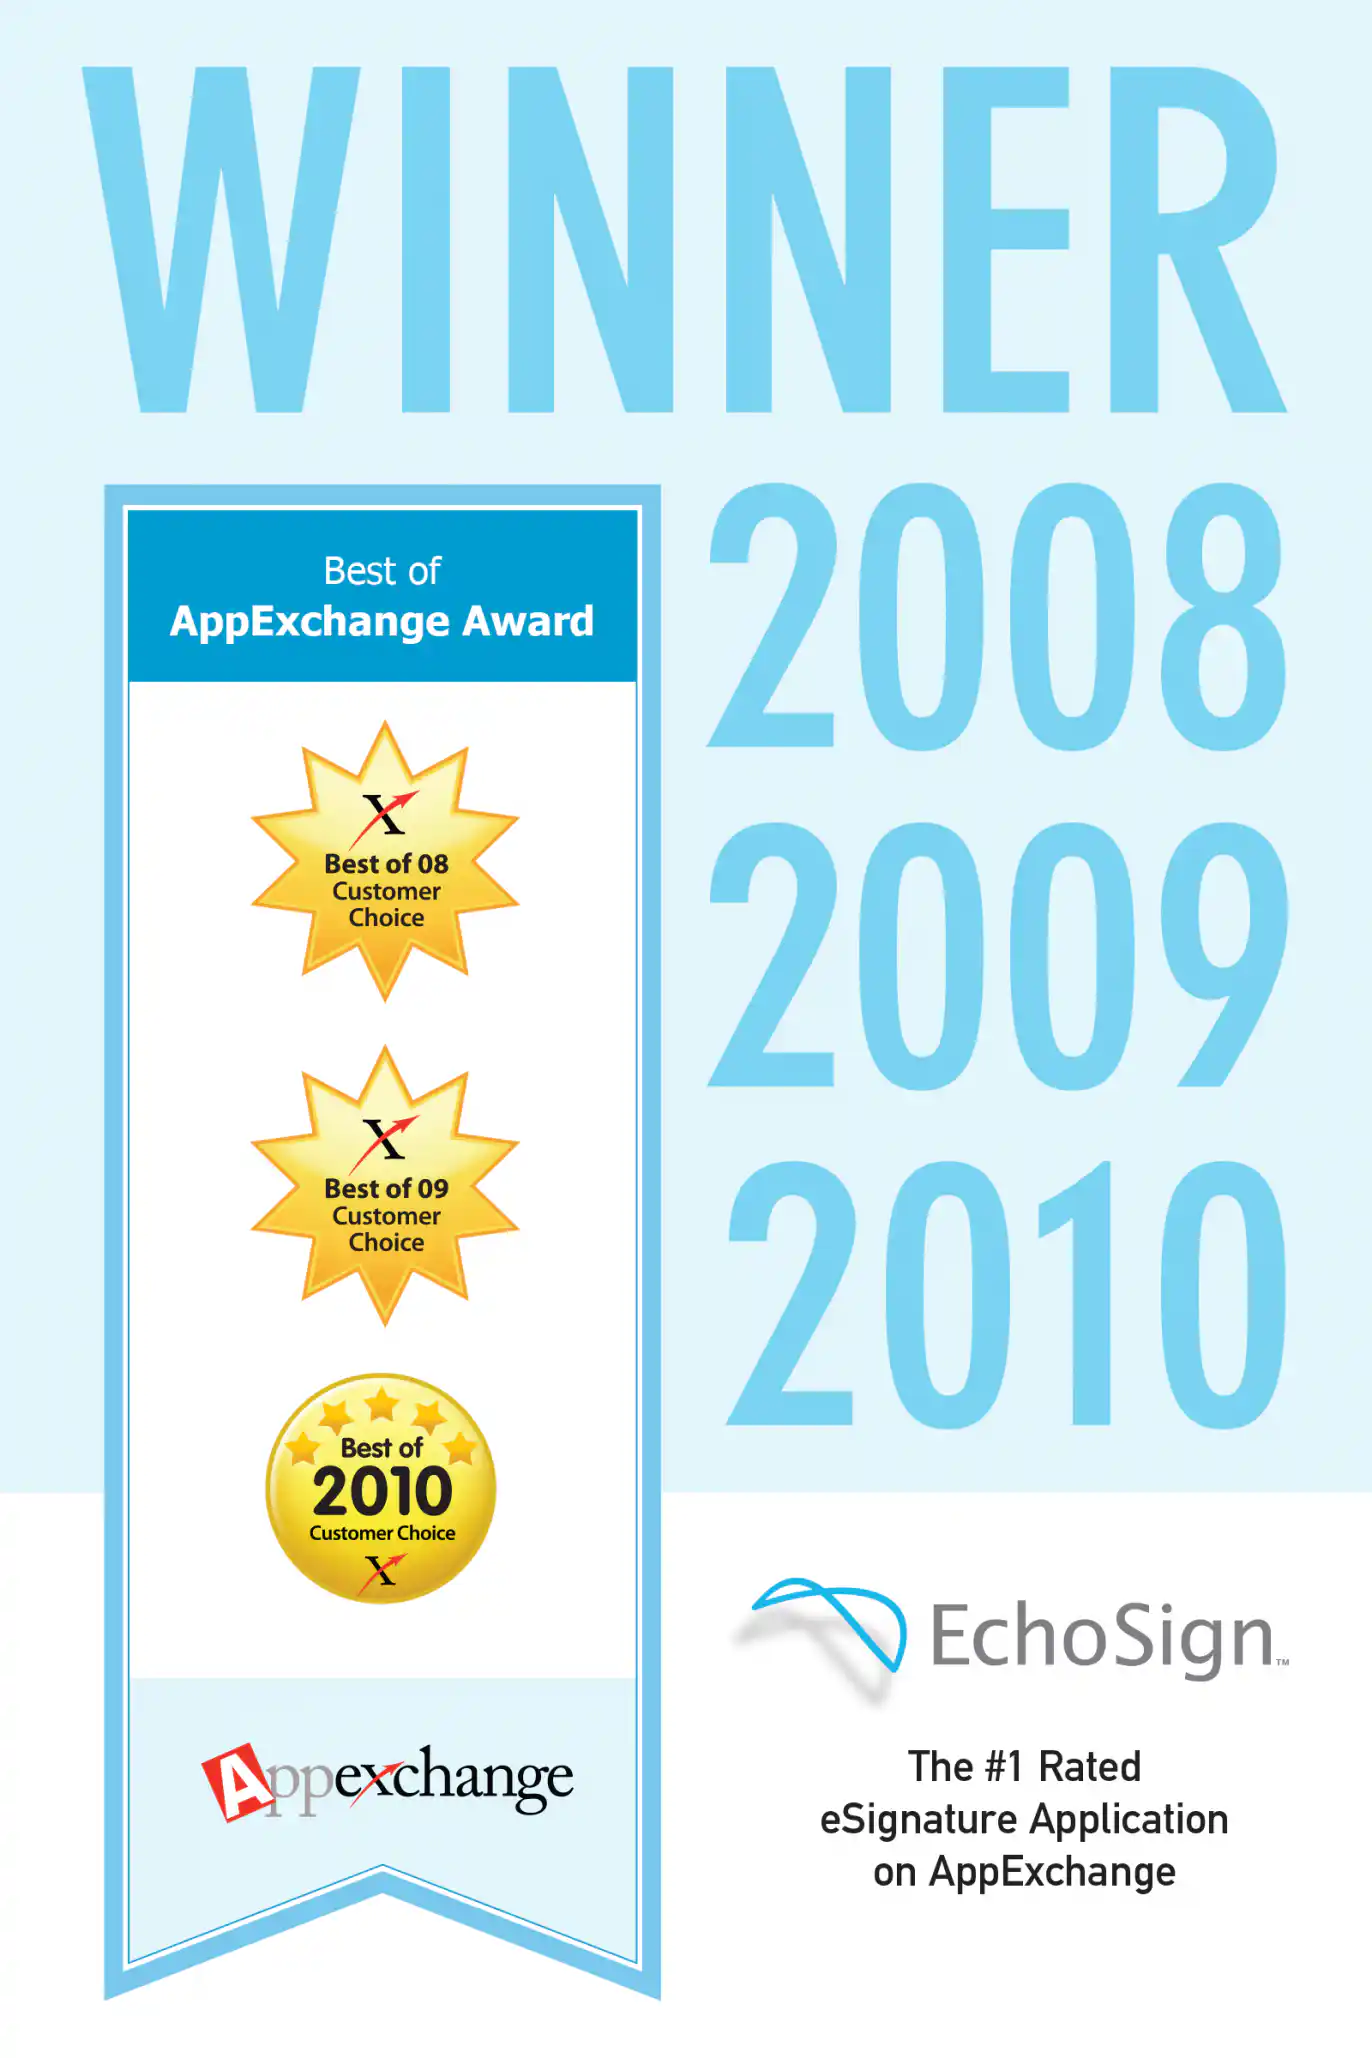 WINNER
Best of
AppExchange Award
X
Best of 08
Customer
Choice
X
Best of 09
Customer
Choice
Best of
2010
Customer Choice
X
Appexchange
2008
2009
2010
EchoSign™
The #1 Rated
eSignature Application
on AppExchange